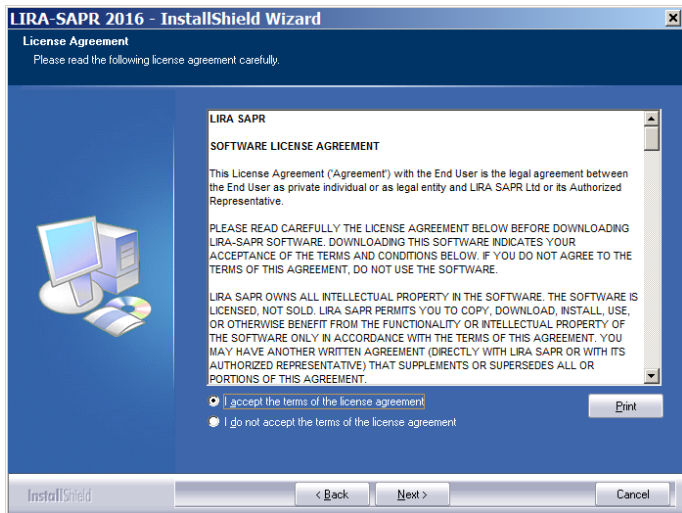 LIRA-SAPR 2016 - InstallShield Wizard
License Agreement
Please read the following license agreement carefully.
LIRA SAPR
SOFTWARE LICENSE AGREEMENT
This License Agreement ('Agreement') with the End User is the legal agreement between
the End User as private individual or as legal entity and LIRA SAPR Ltd or its Authorized
Representative.
PLEASE READ CAREFULLY THE LICENSE AGREEMENT BELOW BEFORE DOWNLOADING
LIRA-SAPR SOFTWARE. DOWNLOADING THIS SOFTWARE INDICATES YOUR
ACCEPTANCE OF THE TERMS AND CONDITIONS BELOW. IF YOU DO NOT AGREE TO THE
TERMS OF THIS AGREEMENT, DO NOT USE THE SOFTWARE.
LIRA SAPR OWNS ALL INTELLECTUAL PROPERTY IN THE SOFTWARE. THE SOFTWARE IS
LICENSED, NOT SOLD. LIRA SAPR PERMITS YOU TO COPY, DOWNLOAD, INSTALL, USE,
OR OTHERWISE BENEFIT FROM THE FUNCTIONALITY OR INTELLECTUAL PROPERTY OF
THE SOFTWARE ONLY IN ACCORDANCE WITH THE TERMS OF THIS AGREEMENT. YOU
MAY HAVE ANOTHER WRITTEN AGREEMENT (DIRECTLY WITH LIRA SAPR OR WITH ITS
AUTHORIZED REPRESENTATIVE) THAT SUPPLEMENTS OR SUPERSEDES ALL OR
PORTIONS OF THIS AGREEMENT.
I accept the terms of the license agreement
Print
I do not accept the terms of the license agreement
InstallShield
< Back
Next >
Cancel